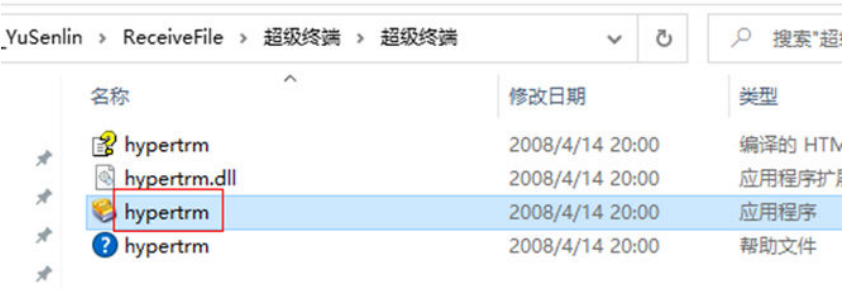 _YuSenlin > ReceiveFile > 超级终端 > 超级终端 搜索"超级
名称 修改日期 类型
hypertrm 2008/4/14 20:00 编译的 HTM
hypertrm.dll 2008/4/14 20:00 应用程序扩展
hypertrm 2008/4/14 20:00 应用程序
hypertrm 2008/4/14 20:00 帮助文件